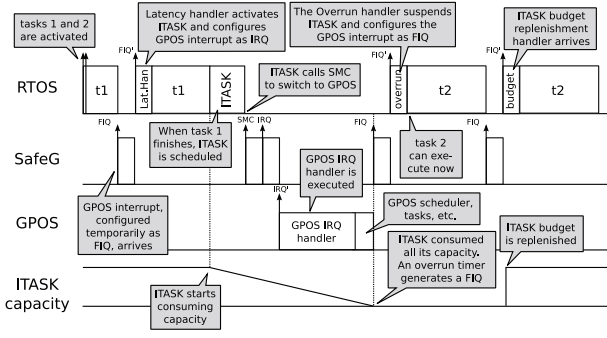 tasks 1 and 2
are activated
Latency handler activates
ITASK and configures
GPOS interrupt as IRQ
The Overrun handler suspends
ITASK and configures the
GPOS interrupt as FIQ
ITASK budget
replenishment
handler arrives
FIQ'
FIQ'
FIQ'
RTOS
t1
Lat.Han
t1
ITASK
overrun
t2
budget
t2
ITASK calls SMC
to switch to GPOS
FIQ
SMC
IRQ
FIQ
FIQ
When task 1
finishes, ITASK
is scheduled
task 2
can exe-
cute now
SafeG
GPOS IRQ
handler is
executed
IRQ'
GPOS interrupt,
configured
temporarily as
FIQ, arrives
GPOS scheduler,
tasks, etc.
GPOS
GPOS IRQ
handler
ITASK consumed
all its capacity.
An overrun timer
generates a FIQ
ITASK budget
is replenished
ITASK
capacity
ITASK starts
consuming
capacity